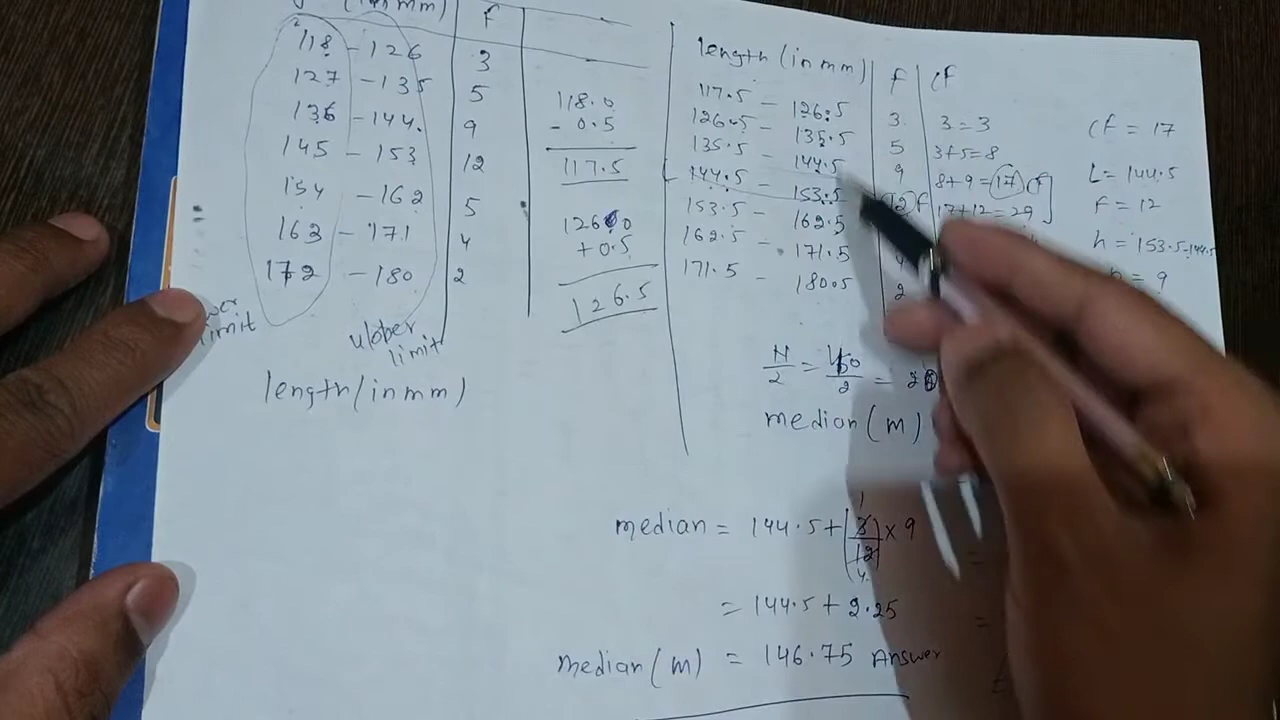 (in mm) f
118 - 126 3
127 - 135 5
136 - 144. 9
145 - 153 12
154 - 162 5
163 - 171 4
172 - 180 2
limit
upper
limit
length (in mm)
118.0
- 0.5
117.5
126.0
+ 0.5
126.5
length (in mm) f cf
117.5 - 126.5 3 3 = 3
126.5 - 135.5 5 3+5=8
135.5 - 144.5 9 8+9=17 cf
144.5 - 153.5 12 f 17+12=29
153.5 - 162.5
162.5 - 171.5 4
171.5 - 180.5 2
cf = 17
L = 144.5
f = 12
h = 153.5-144.5
= 9
N/2 = 40/2 = 20
median (m)
median = 144.5 + (3/12) × 9
1
4
= 144.5 + 2.25
median (m) = 146.75 Answer
=
=